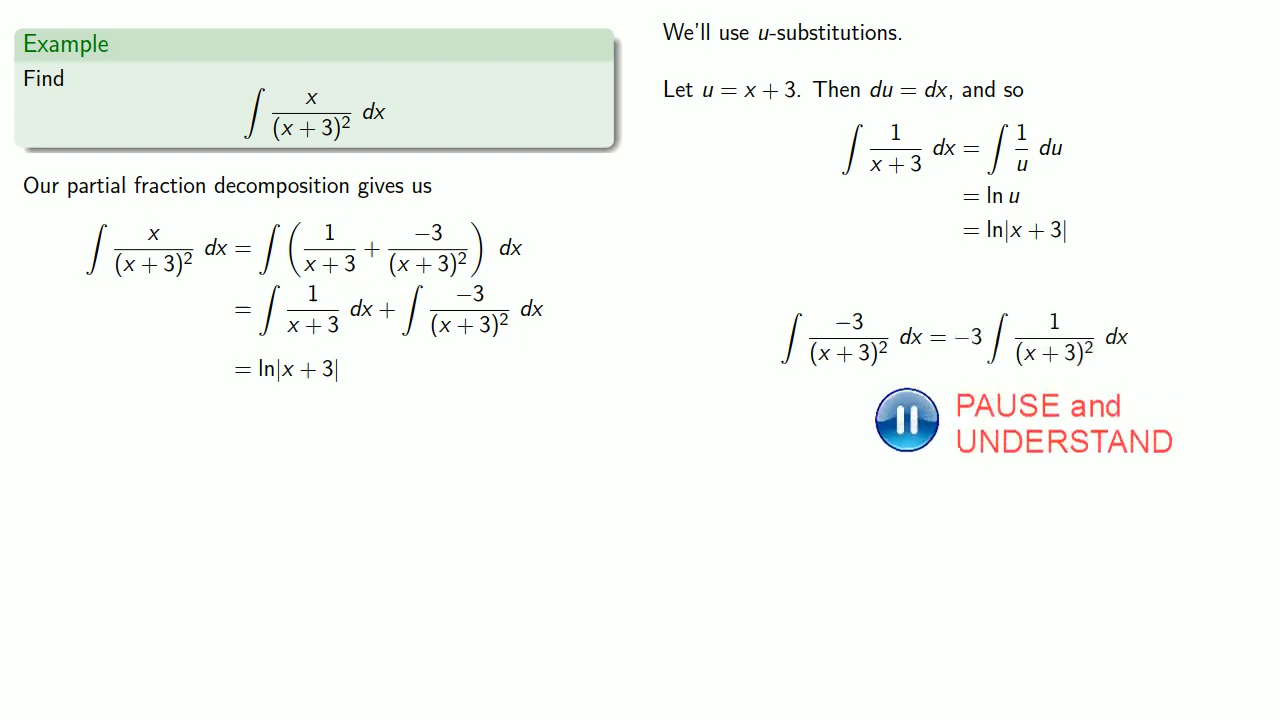 Example
Find
∫ x/(x + 3)² dx
Our partial fraction decomposition gives us
∫ x/(x + 3)² dx = ∫ (1/(x + 3) + −3/(x + 3)²) dx
= ∫ 1/(x + 3) dx + ∫ −3/(x + 3)² dx
= ln|x + 3|
We'll use u-substitutions.
Let u = x + 3. Then du = dx, and so
∫ 1/(x + 3) dx = ∫ 1/u du
= ln u
= ln|x + 3|
∫ −3/(x + 3)² dx = −3 ∫ 1/(x + 3)² dx
PAUSE and
UNDERSTAND